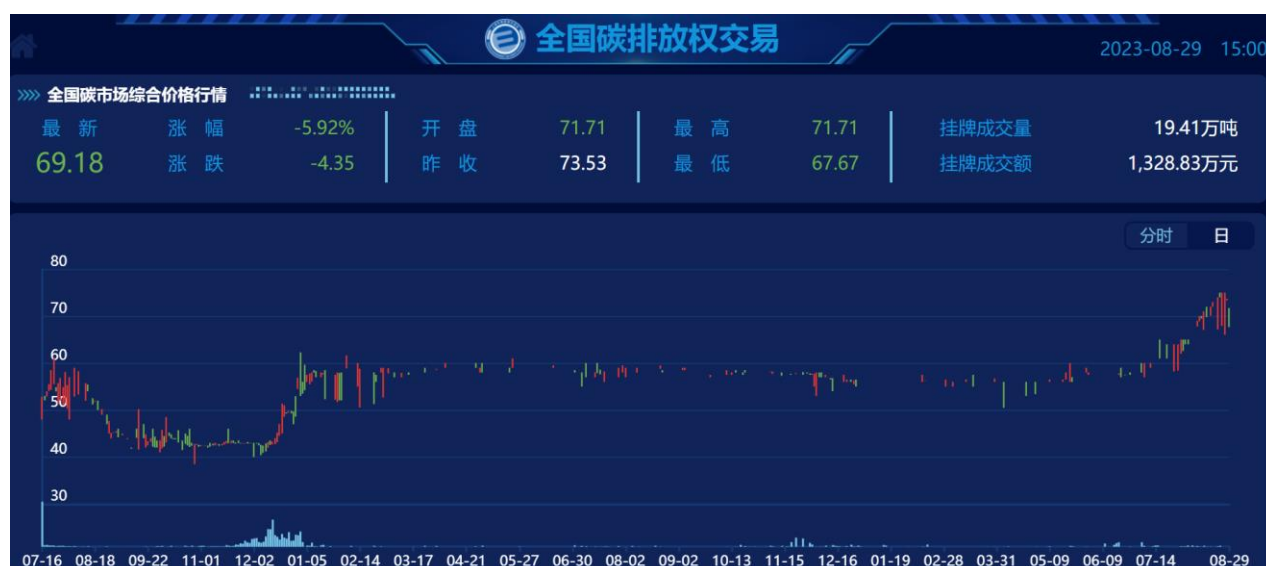 全国碳排放权交易
2023-08-29 15:00
全国碳市场综合价格行情
最新 涨幅 -5.92% 开盘 71.71 最高 71.71 挂牌成交量 19.41万吨
69.18 涨跌 -4.35 昨收 73.53 最低 67.67 挂牌成交额 1,328.83万元
分时 日
80
70
60
50
40
30
07-16 08-18 09-22 11-01 12-02 01-05 02-14 03-17 04-21 05-27 06-30 08-02 09-02 10-13 11-15 12-16 01-19 02-28 03-31 05-09 06-09 07-14 08-29